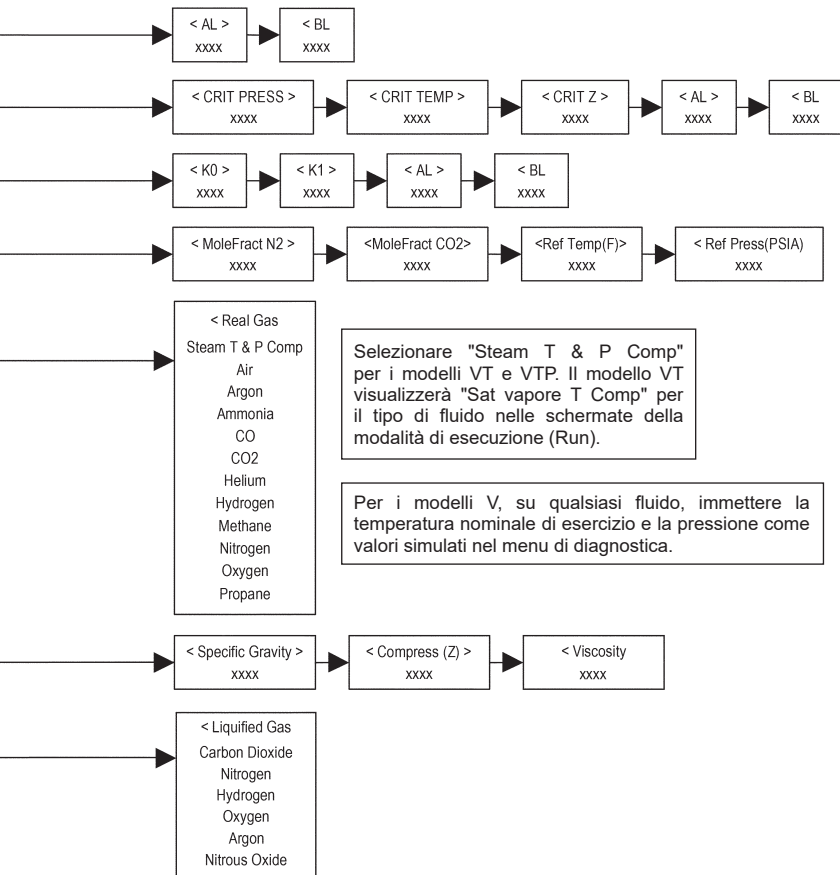 < AL >
xxxx
< BL
xxxx
< CRIT PRESS >
xxxx
< CRIT TEMP >
xxxx
< CRIT Z >
xxxx
< AL >
xxxx
< BL
xxxx
< K0 >
xxxx
< K1 >
xxxx
< AL >
xxxx
< BL
xxxx
< MoleFract N2 >
xxxx
<MoleFract CO2>
xxxx
<Ref Temp(F)>
xxxx
< Ref Press(PSIA)
xxxx
< Real Gas
Steam T & P Comp
Air
Argon
Ammonia
CO
CO2
Helium
Hydrogen
Methane
Nitrogen
Oxygen
Propane
Selezionare "Steam T & P Comp"
per i modelli VT e VTP. Il modello VT
visualizzerà "Sat vapore T Comp" per
il tipo di fluido nelle schermate della
modalità di esecuzione (Run).
Per i modelli V, su qualsiasi fluido, immettere la
temperatura nominale di esercizio e la pressione come
valori simulati nel menu di diagnostica.
< Specific Gravity >
xxxx
< Compress (Z) >
xxxx
< Viscosity
xxxx
< Liquified Gas
Carbon Dioxide
Nitrogen
Hydrogen
Oxygen
Argon
Nitrous Oxide